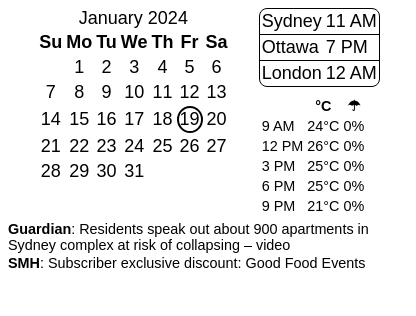 January 2024
Su Mo Tu We Th Fr Sa
1 2 3 4 5 6
7 8 9 10 11 12 13
14 15 16 17 18 19 20
21 22 23 24 25 26 27
28 29 30 31
Sydney 11 AM
Ottawa 7 PM
London 12 AM
°C ☂
9 AM 24°C 0%
12 PM 26°C 0%
3 PM 25°C 0%
6 PM 25°C 0%
9 PM 21°C 0%
Guardian: Residents speak out about 900 apartments in
Sydney complex at risk of collapsing – video
SMH: Subscriber exclusive discount: Good Food Events